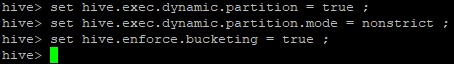 hive> set hive.exec.dynamic.partition = true ;
hive> set hive.exec.dynamic.partition.mode = nonstrict ;
hive> set hive.enforce.bucketing = true ;
hive>